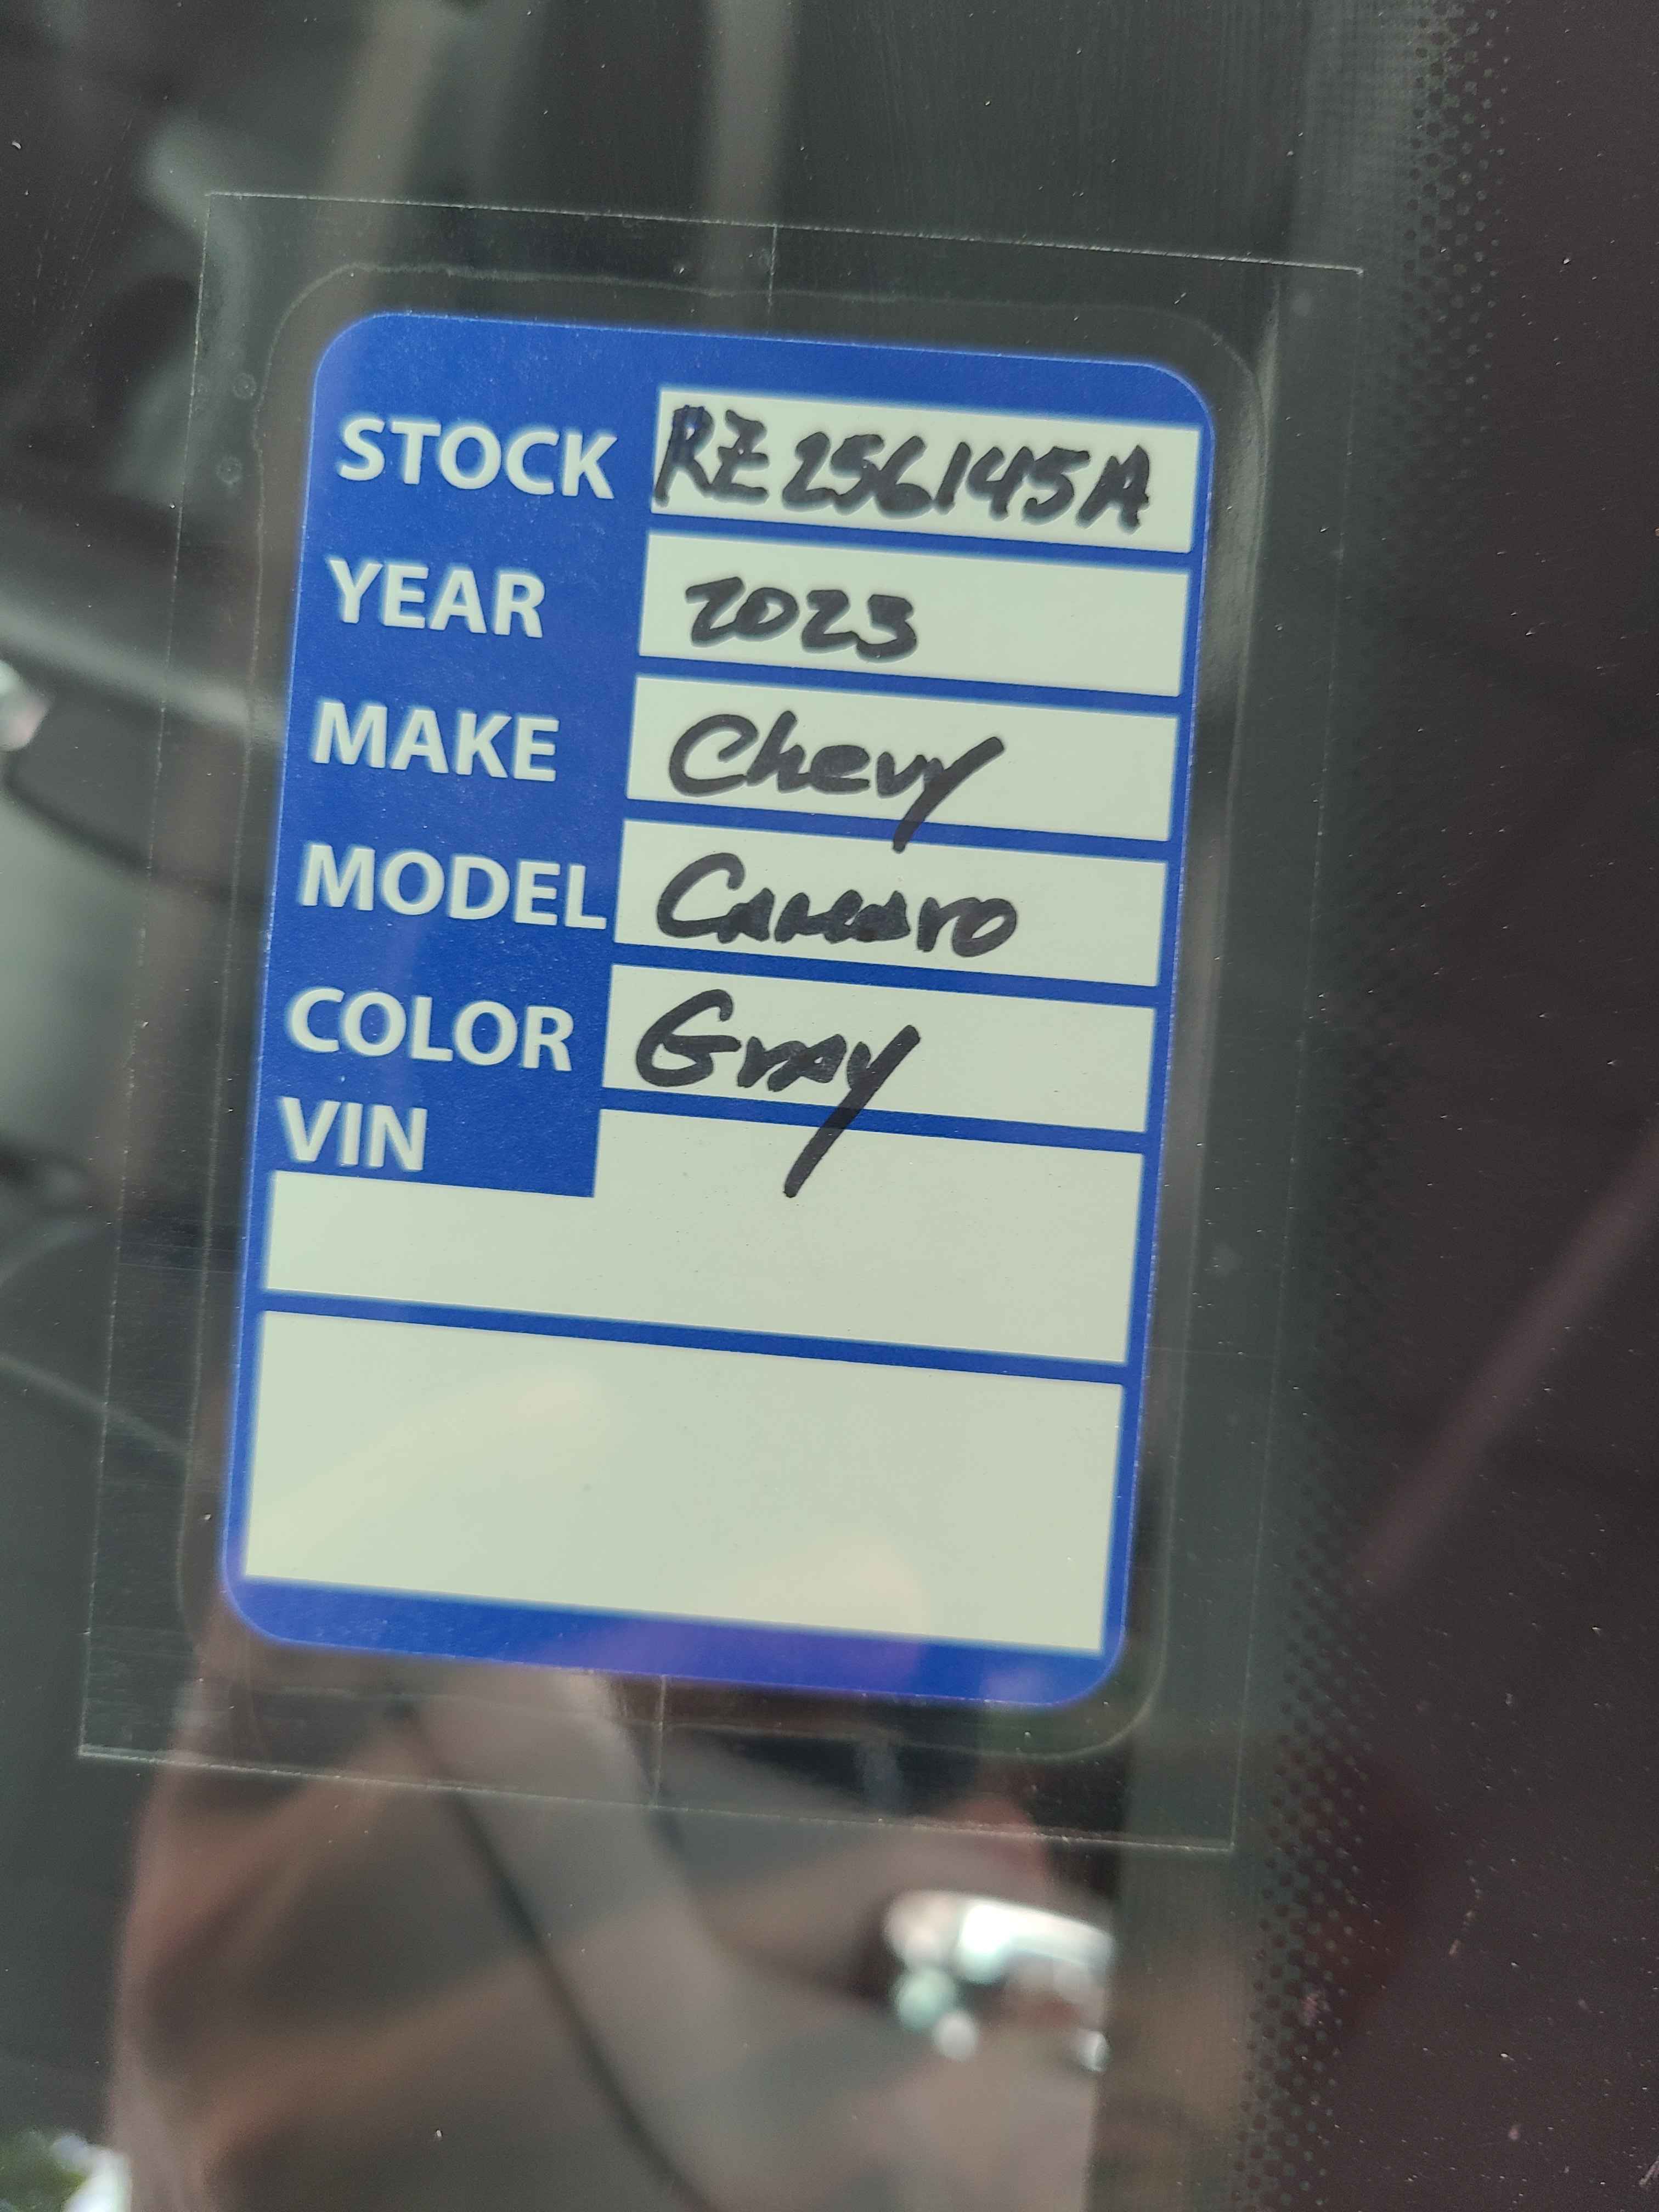 STOCK RZ256145A
YEAR 2023
MAKE Chevy
MODEL Camaro
COLOR Gray
VIN